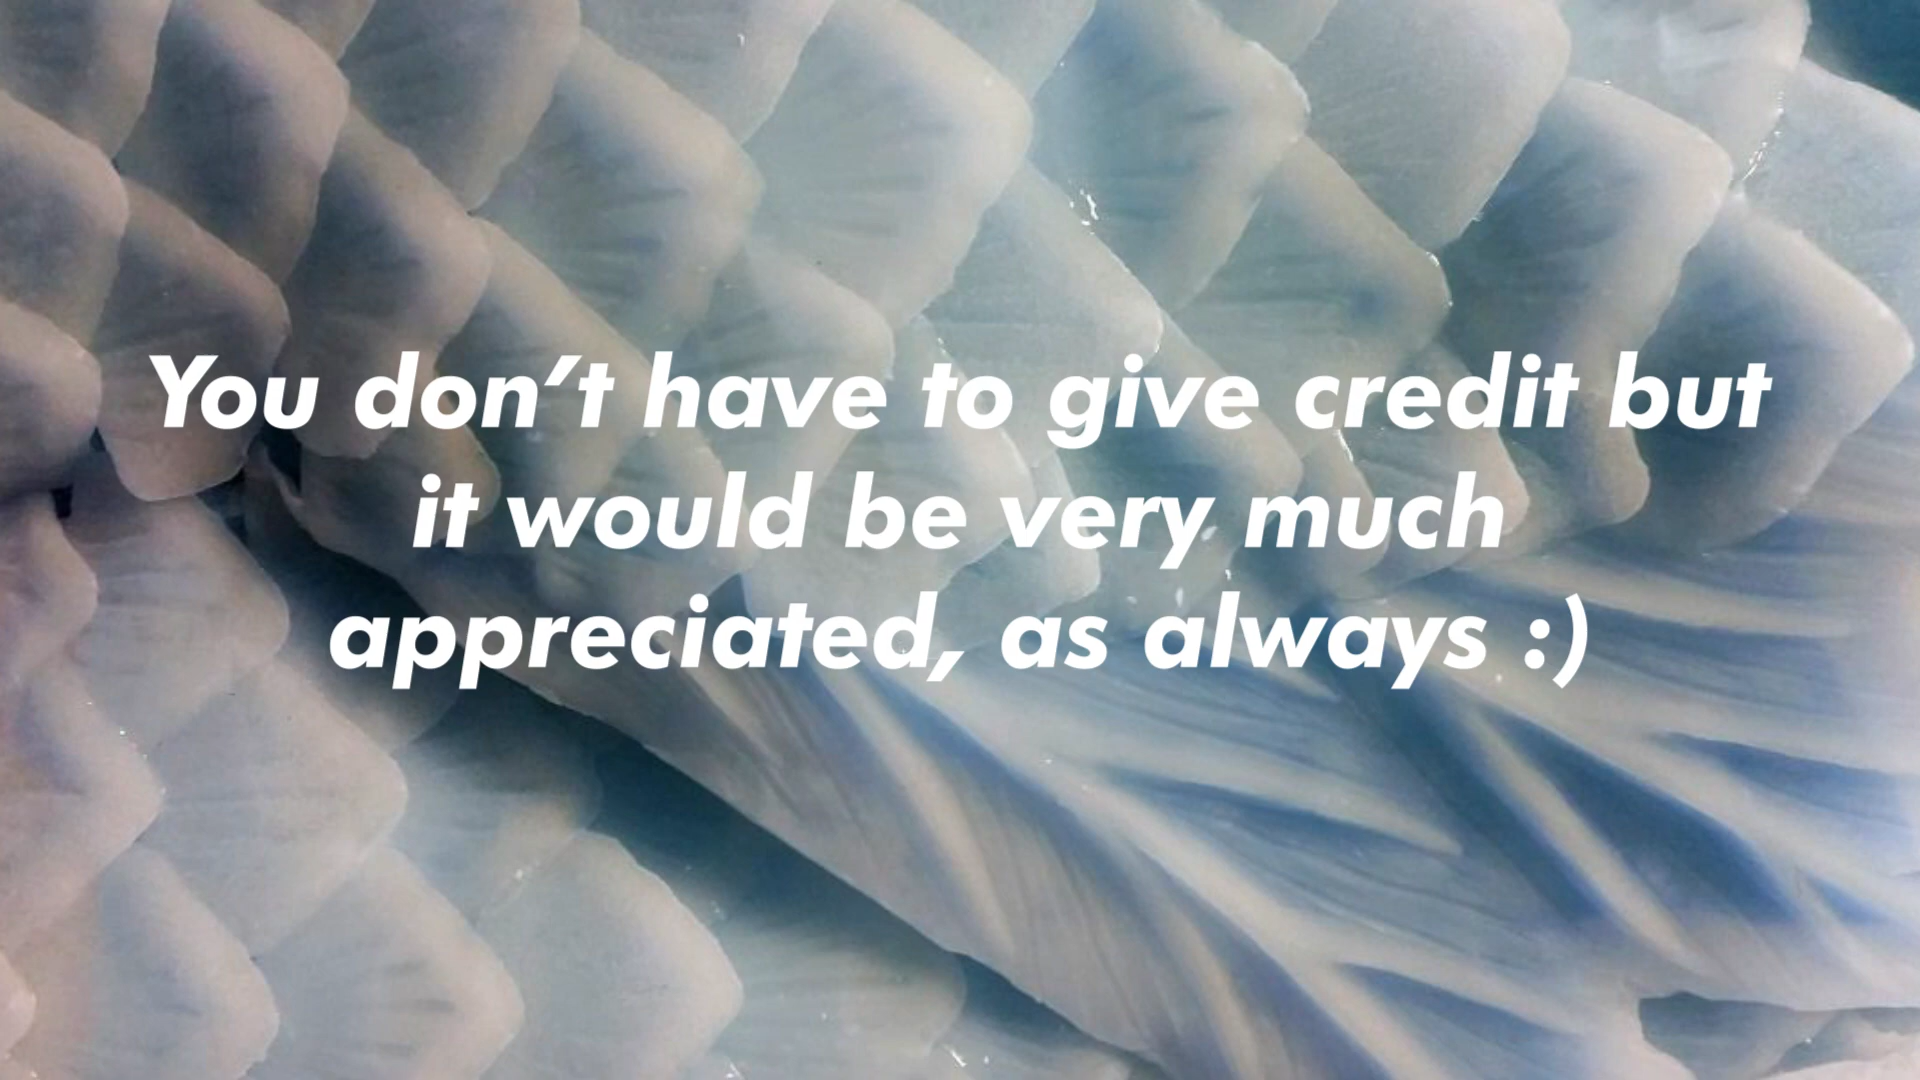 You don’t have to give credit but
it would be very much
appreciated, as always :)